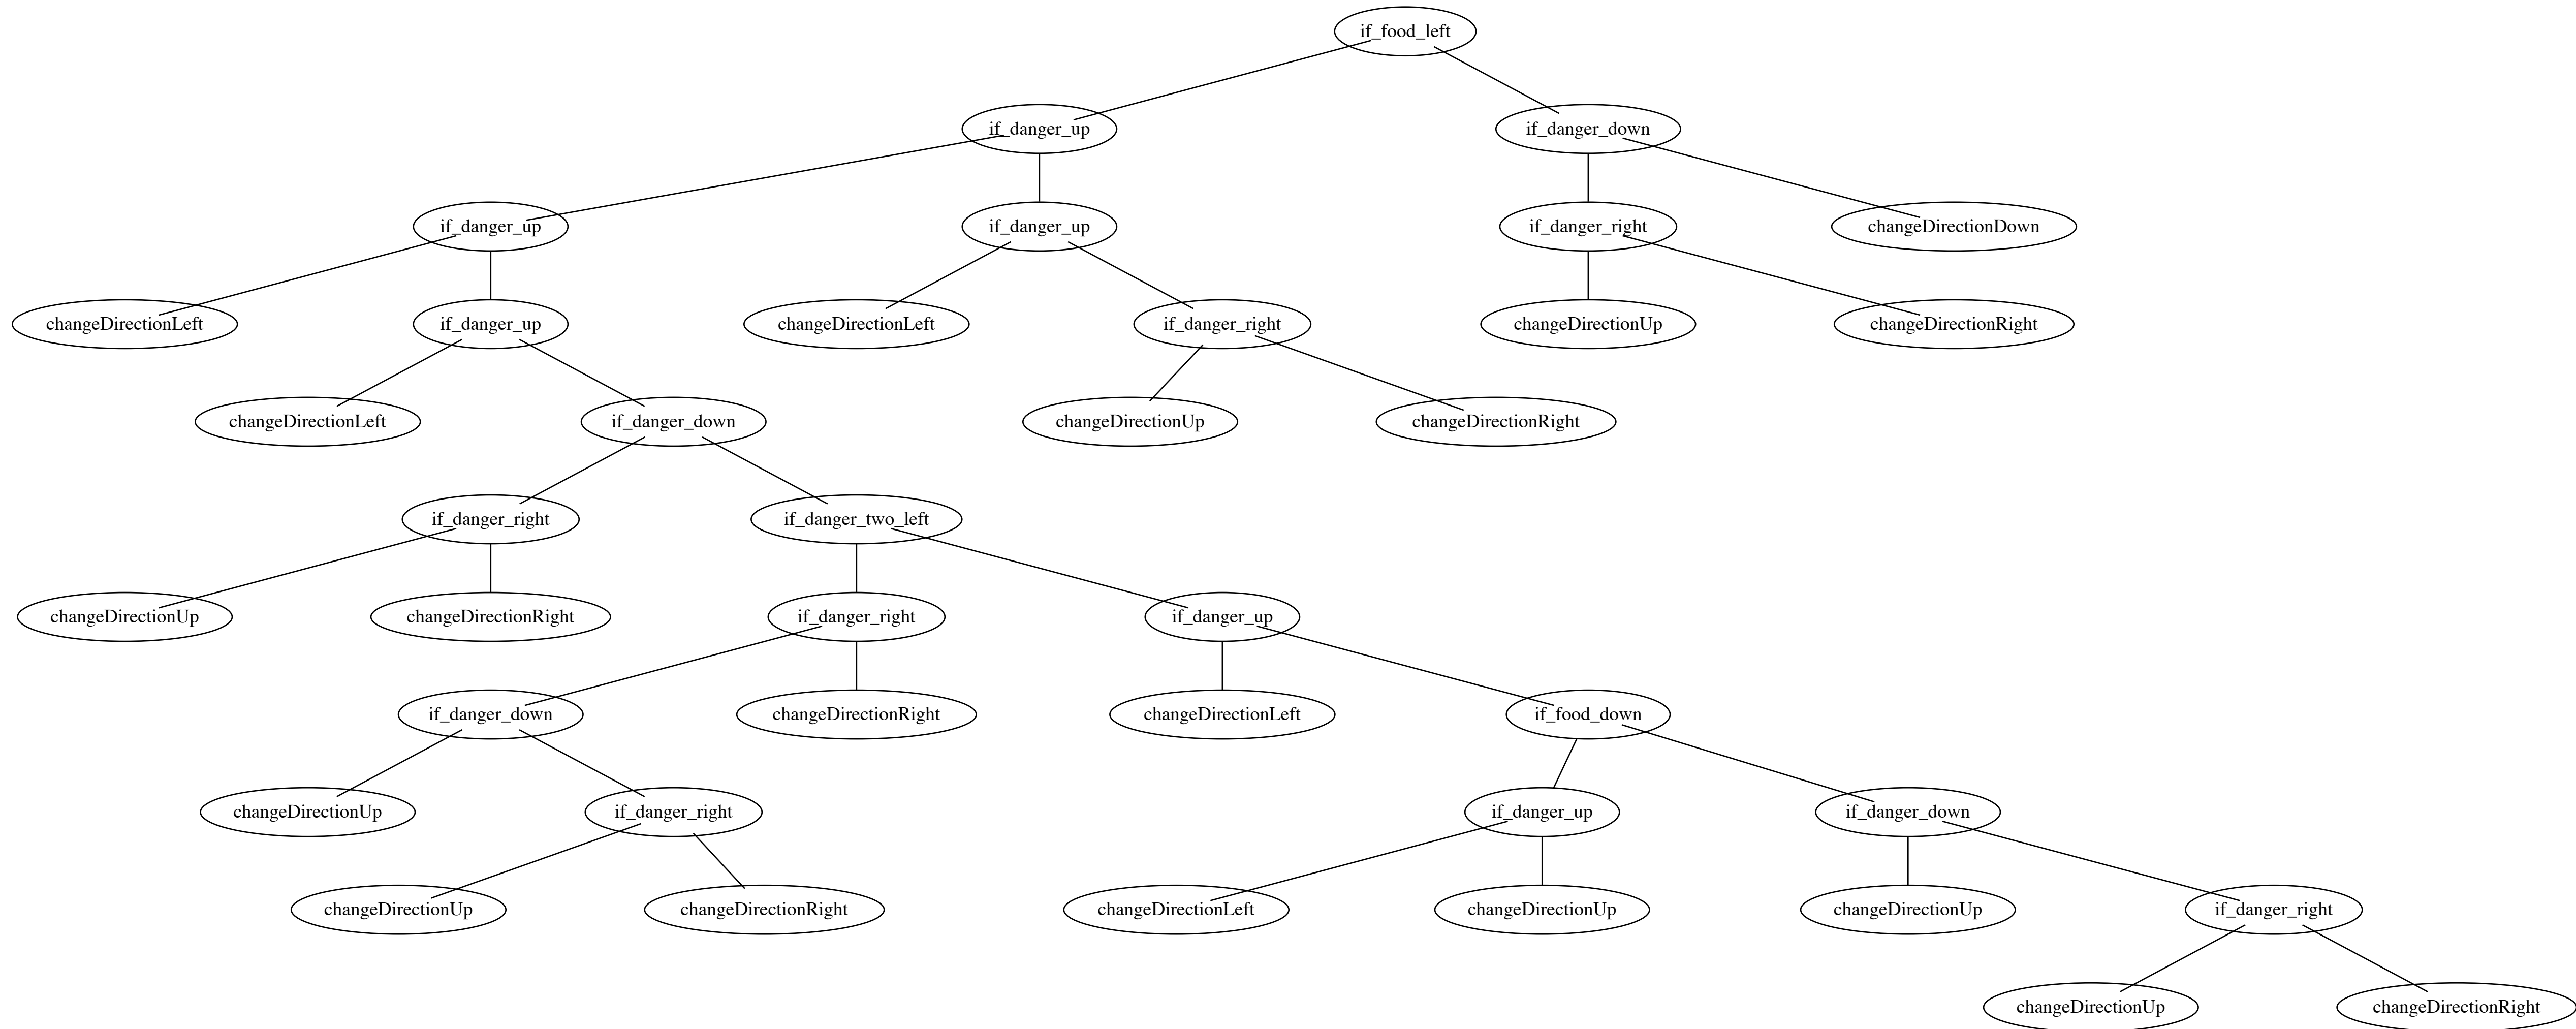 if_food_left
if_danger_up
if_danger_down
if_danger_up
if_danger_up
if_danger_right
changeDirectionDown
changeDirectionLeft
if_danger_up
changeDirectionLeft
if_danger_right
changeDirectionUp
changeDirectionRight
changeDirectionLeft
if_danger_down
changeDirectionUp
changeDirectionRight
if_danger_right
if_danger_two_left
changeDirectionUp
changeDirectionRight
if_danger_right
if_danger_up
if_danger_down
changeDirectionRight
changeDirectionLeft
if_food_down
changeDirectionUp
if_danger_right
if_danger_up
if_danger_down
changeDirectionUp
changeDirectionRight
changeDirectionLeft
changeDirectionUp
changeDirectionUp
if_danger_right
changeDirectionUp
changeDirectionRight